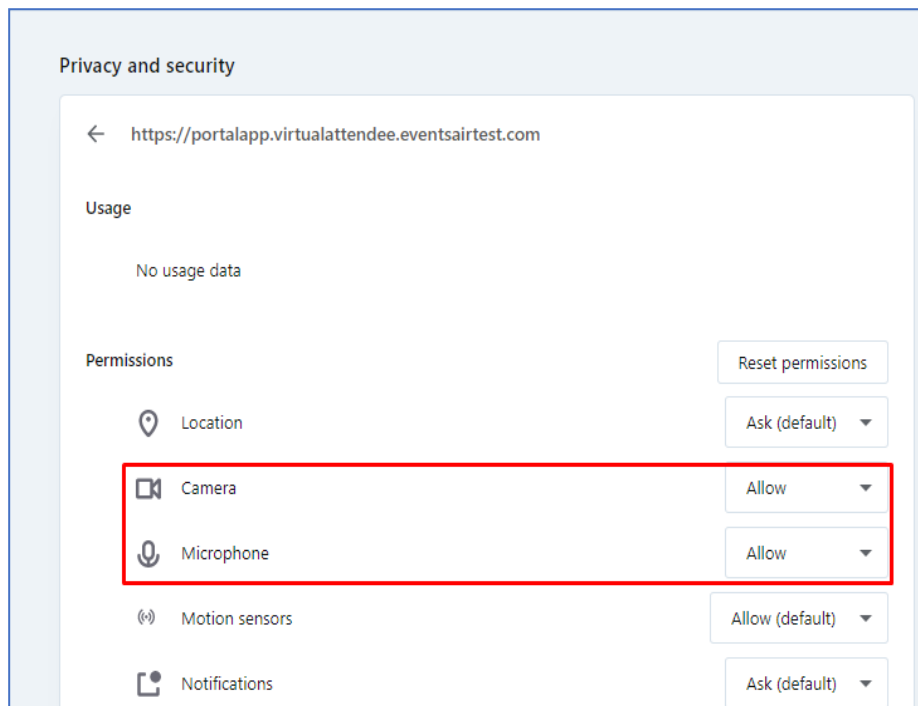 Privacy and security
https://portalapp.virtualattendee.eventsairtest.com
Usage
No usage data
Permissions
Reset permissions
Location
Ask (default)
Camera
Allow
Microphone
Allow
Motion sensors
Allow (default)
Notifications
Ask (default)